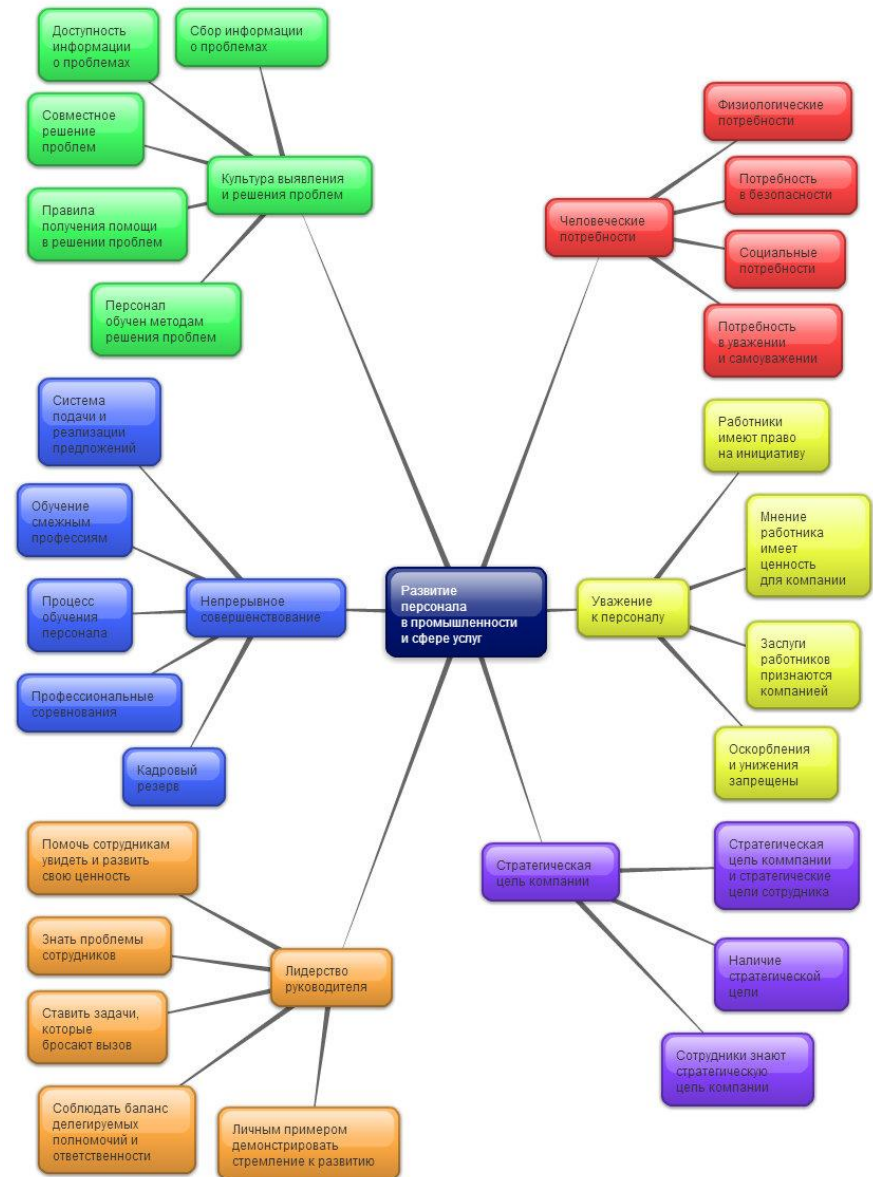 Доступность
информации
о проблемах
Сбор информации
о проблемах
Совместное
решение
проблем
Культура выявления
и решения проблем
Правила
получения помощи
в решении проблем
Персонал
обучен методам
решения проблем
Физиологические
потребности
Потребность
в безопасности
Человеческие
потребности
Социальные
потребности
Потребность
в уважении
и самоуважении
Система
подачи и
реализации
предложений
Обучение
смежным
профессиям
Процесс
обучения
персонала
Непрерывное
совершенствование
Профессиональные
соревнования
Кадровый
резерв
Развитие
персонала
в промышленности
и сфере услуг
Работники
имеют право
на инициативу
Мнение
работника
имеет
ценность
для компании
Уважение
к персоналу
Заслуги
работников
признаются
компанией
Оскорбления
и унижения
запрещены
Помочь сотрудникам
увидеть и развить
свою ценность
Знать проблемы
сотрудников
Лидерство
руководителя
Ставить задачи,
которые
бросают вызов
Соблюдать баланс
делегируемых
полномочий и
ответственности
Личным примером
демонстрировать
стремление к развитию
Стратегическая
цель компании
Стратегическая
цель коммпании
и стратегические
цели сотрудника
Наличие
стратегической
цели
Сотрудники знают
стратегическую
цель компании